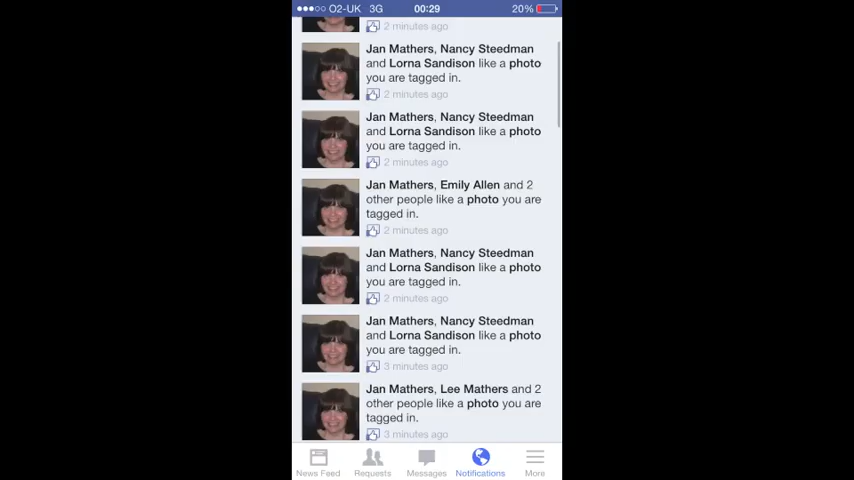 O2-UK 3G 00:29 20%
2 minutes ago
Jan Mathers, Nancy Steedman
and Lorna Sandison like a photo
you are tagged in.
2 minutes ago
Jan Mathers, Nancy Steedman
and Lorna Sandison like a photo
you are tagged in.
2 minutes ago
Jan Mathers, Emily Allen and 2
other people like a photo you are
tagged in.
2 minutes ago
Jan Mathers, Nancy Steedman
and Lorna Sandison like a photo
you are tagged in.
2 minutes ago
Jan Mathers, Nancy Steedman
and Lorna Sandison like a photo
you are tagged in.
3 minutes ago
Jan Mathers, Lee Mathers and 2
other people like a photo you are
tagged in.
3 minutes ago
News Feed Requests Messages Notifications More